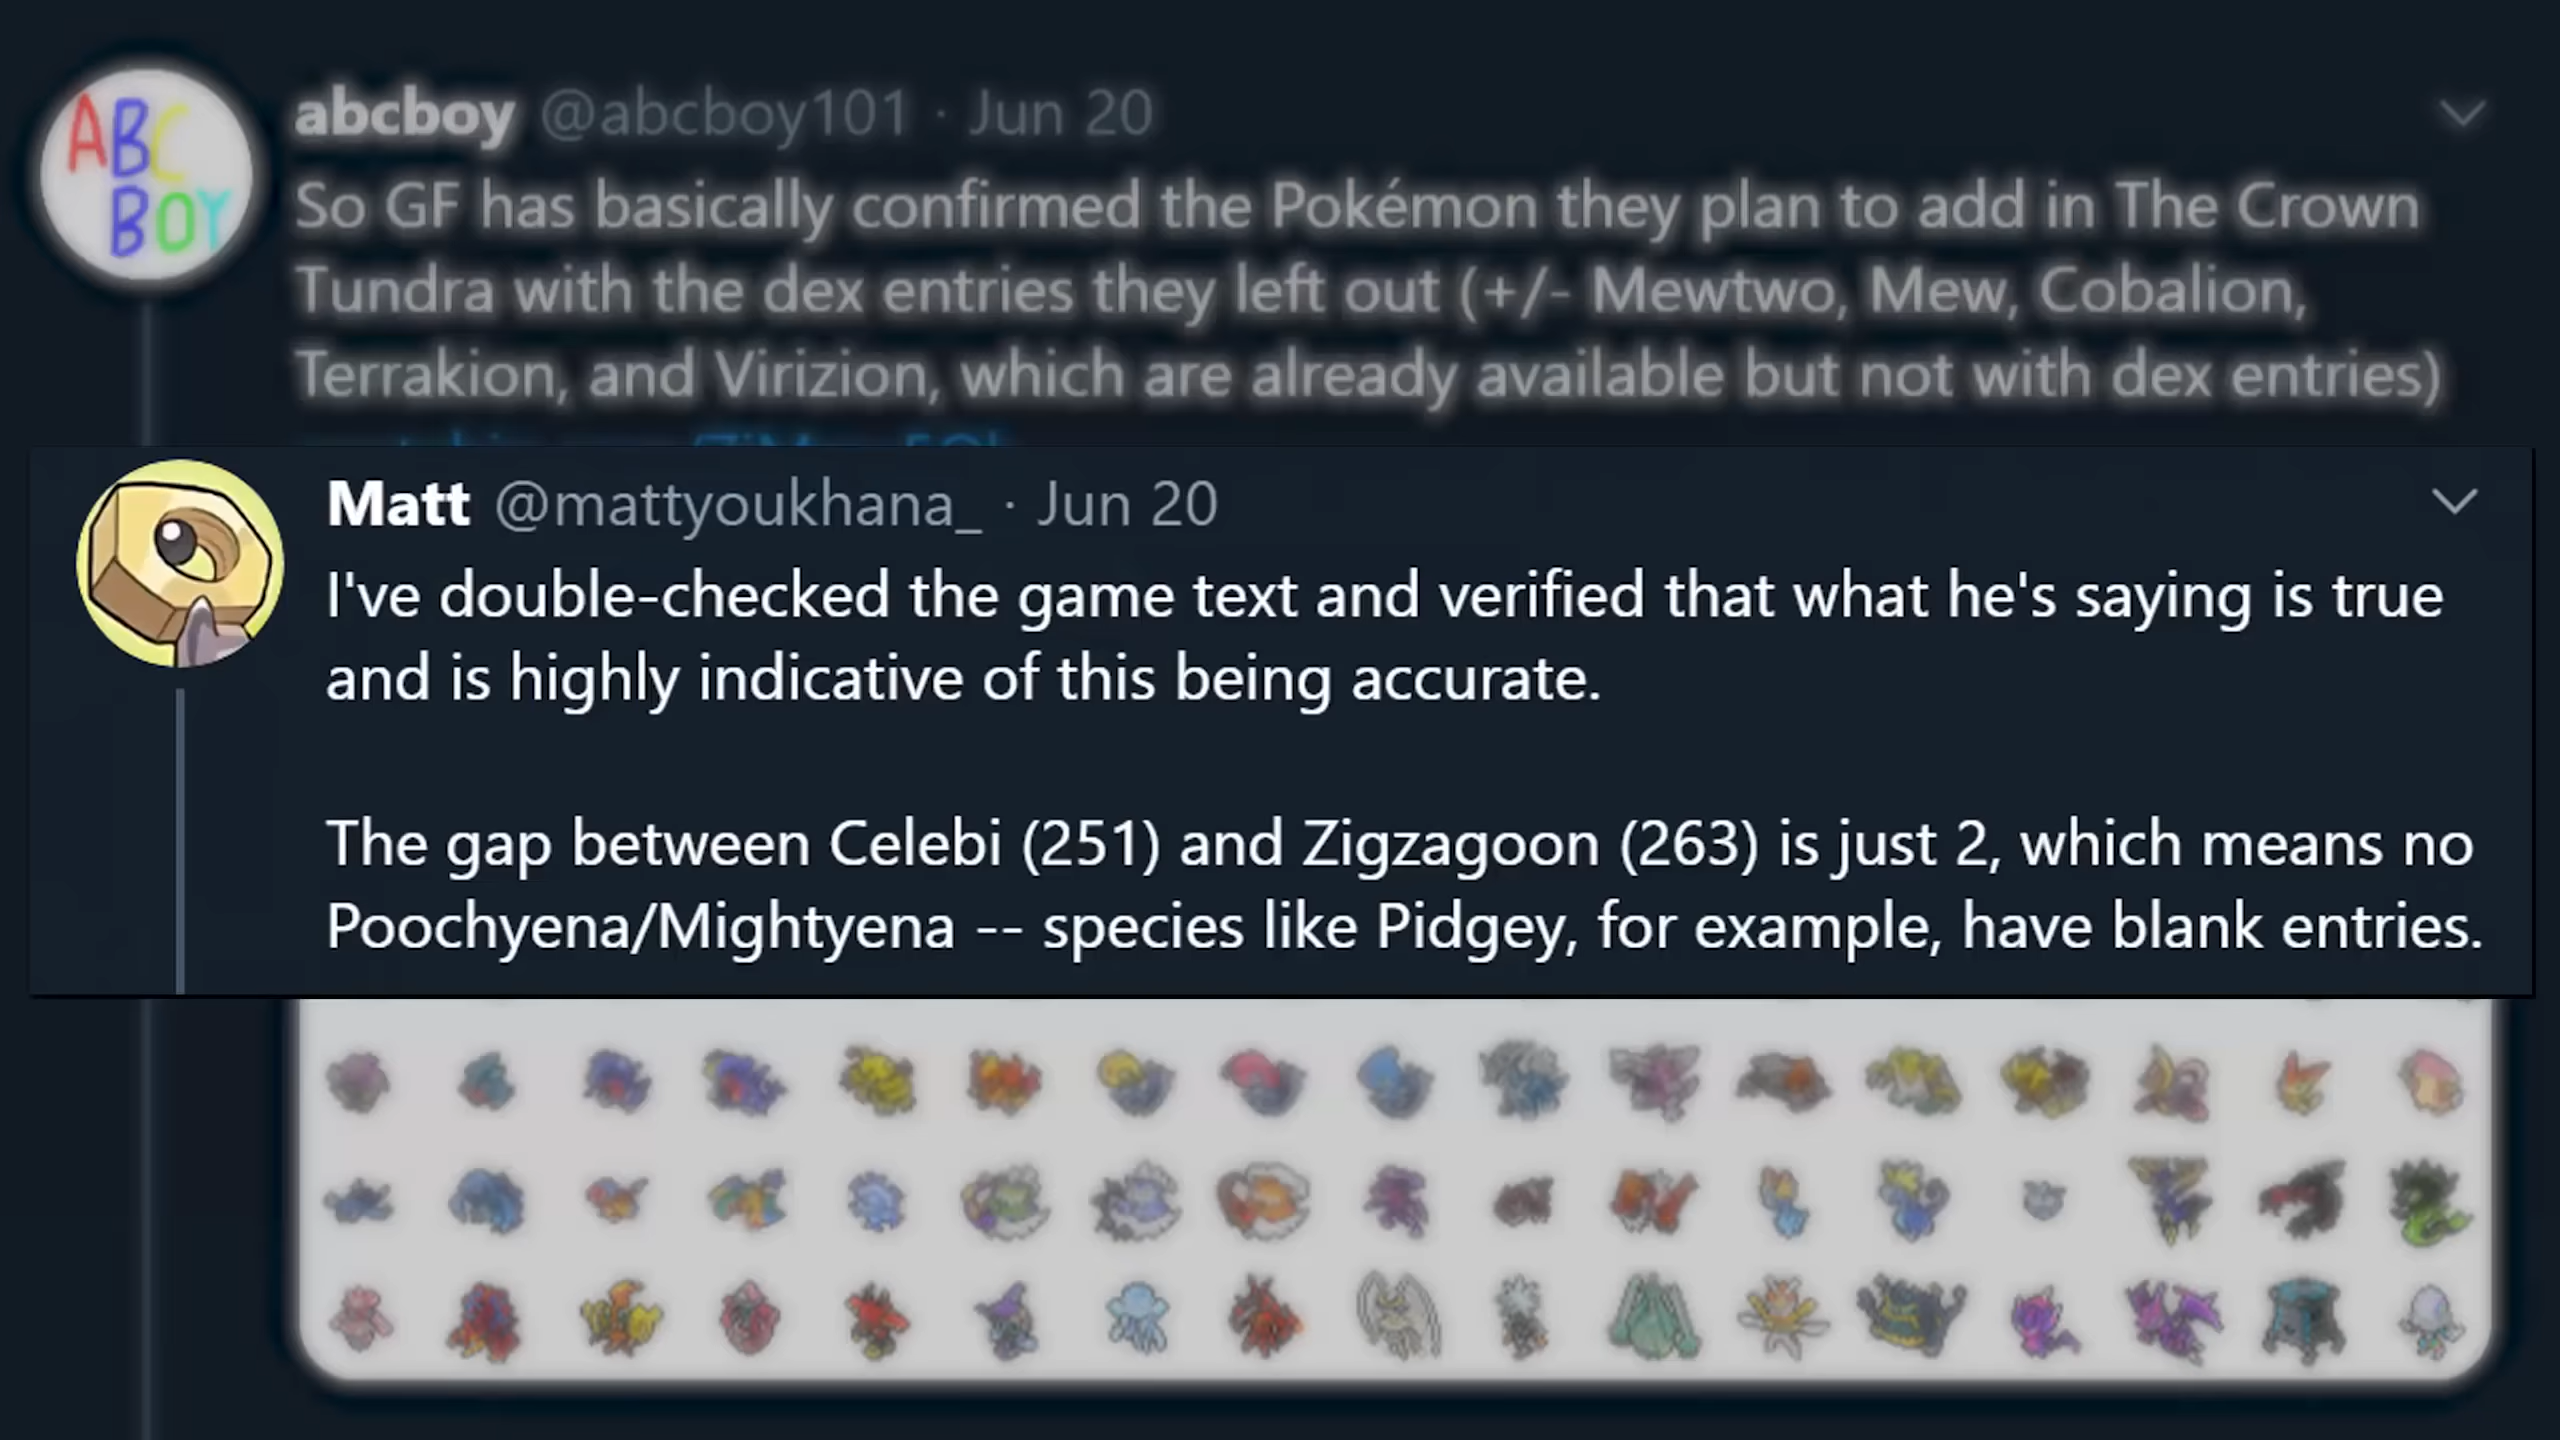 ABC
BOY
abcboy @abcboy101 · Jun 20
So GF has basically confirmed the Pokémon they plan to add in The Crown
Tundra with the dex entries they left out (+/- Mewtwo, Mew, Cobalion,
Terrakion, and Virizion, which are already available but not with dex entries)
Matt @mattyoukhana_ · Jun 20
I've double-checked the game text and verified that what he's saying is true
and is highly indicative of this being accurate.
The gap between Celebi (251) and Zigzagoon (263) is just 2, which means no
Poochyena/Mightyena -- species like Pidgey, for example, have blank entries.